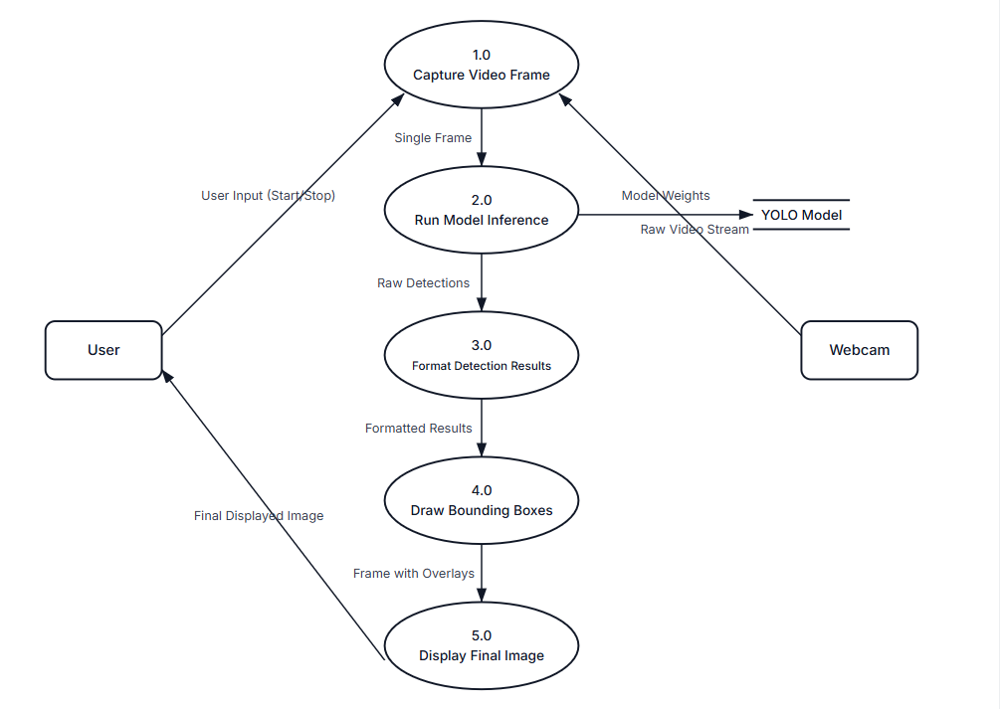 1.0
Capture Video Frame
Single Frame
User Input (Start/Stop)
Model Weights
2.0
Run Model Inference
YOLO Model
Raw Video Stream
Raw Detections
User
3.0
Format Detection Results
Webcam
Formatted Results
4.0
Draw Bounding Boxes
Final Displayed Image
Frame with Overlays
5.0
Display Final Image